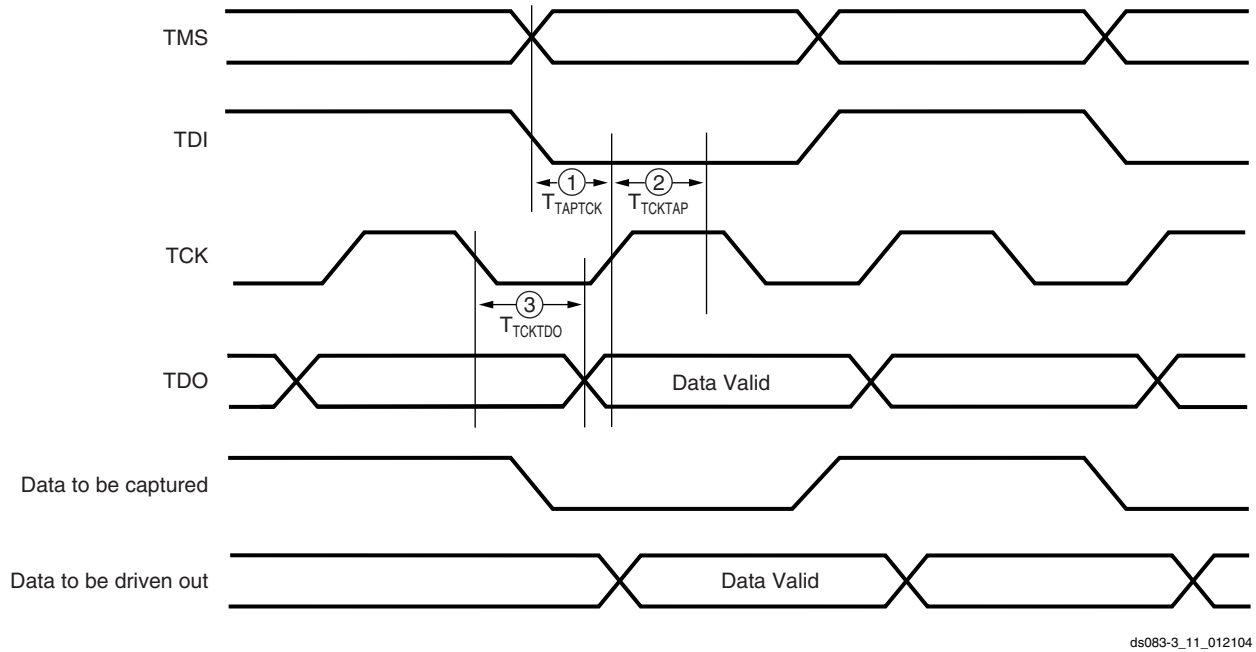 TMS
TDI
1 2
T_TAPTCK T_TCKTAP
TCK
3
T_TCKTDO
TDO Data Valid
Data to be captured
Data to be driven out Data Valid
ds083-3_11_012104